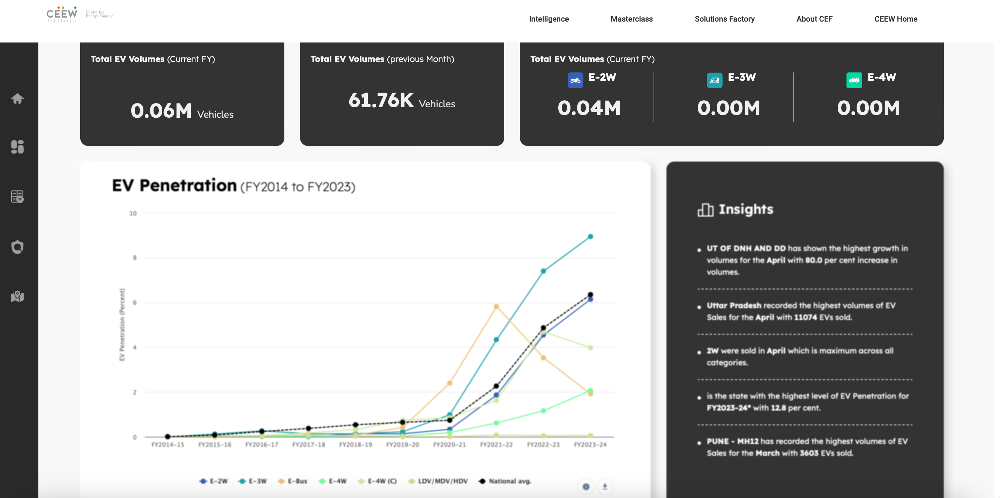 CEEW
THE COUNCIL
Centre for
Energy Finance
Intelligence
Masterclass
Solutions Factory
About CEF
CEEW Home
Total EV Volumes (Current FY)
0.06M Vehicles
Total EV Volumes (previous Month)
61.76K Vehicles
Total EV Volumes (Current FY)
E-2W
0.04M
E-3W
0.00M
E-4W
0.00M
EV Penetration (FY2014 to FY2023)
EV Penetration (Percent)
10
8
6
4
2
0
FY2014-15
FY2015-16
FY2016-17
FY2017-18
FY2018-19
FY2019-20
FY2020-21
FY2021-22
FY2022-23
FY2023-24
E-2W
E-3W
E-Bus
E-4W
E-4W (C)
LDV/MDV/HDV
National avg.
Insights
UT OF DNH AND DD has shown the highest growth in
volumes for the April with 80.0 per cent increase in
volumes.
Uttar Pradesh recorded the highest volumes of EV
Sales for the April with 11074 EVs sold.
2W were sold in April which is maximum across all
categories.
is the state with the highest level of EV Penetration for
FY2023-24* with 12.8 per cent.
PUNE - MH12 has recorded the highest volumes of EV
Sales for the March with 3603 EVs sold.